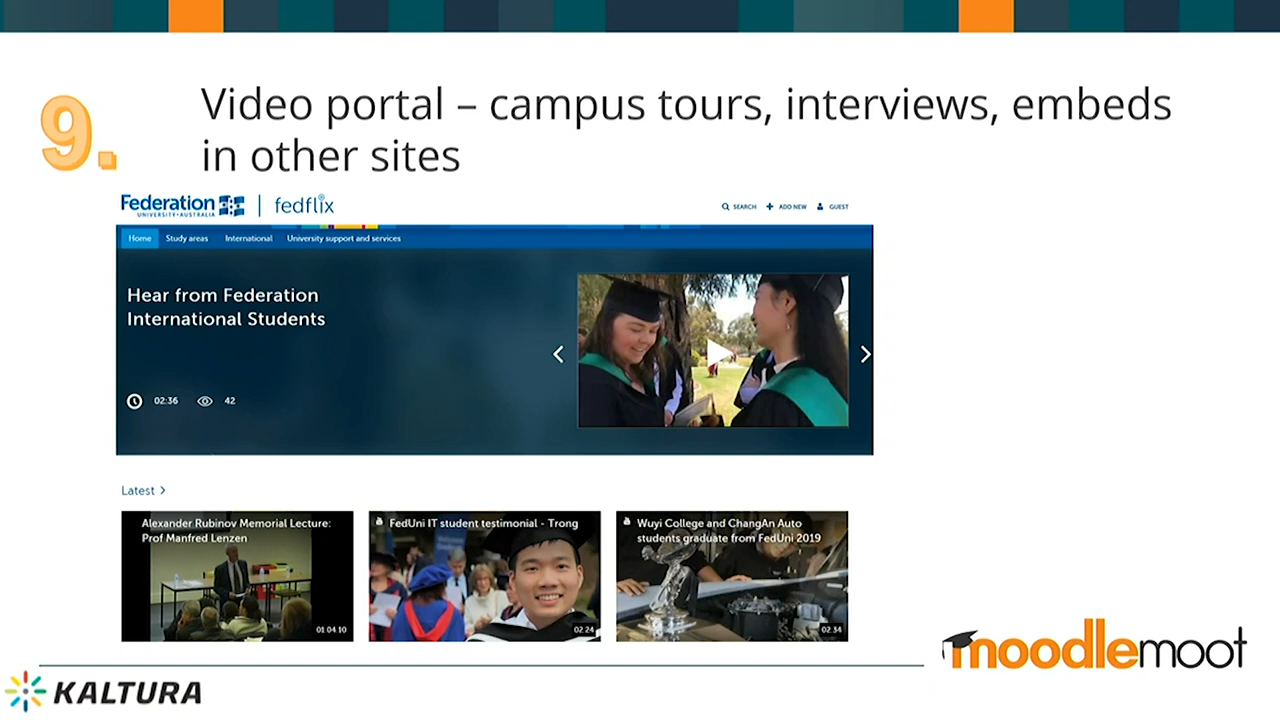 9.
Video portal – campus tours, interviews, embeds
in other sites
Federation
UNIVERSITY • AUSTRALIA
fedflix
SEARCH
ADD NEW
GUEST
Home
Study areas
International
University support and services
Hear from Federation
International Students
02:36
42
Latest >
Alexander Rubinov Memorial Lecture:
Prof Manfred Lenzen
01:04:10
FedUni IT student testimonial - Trong
02:24
Wuyi College and ChangAn Auto
students graduate from FedUni 2019
02:34
KALTURA
moodlemoot